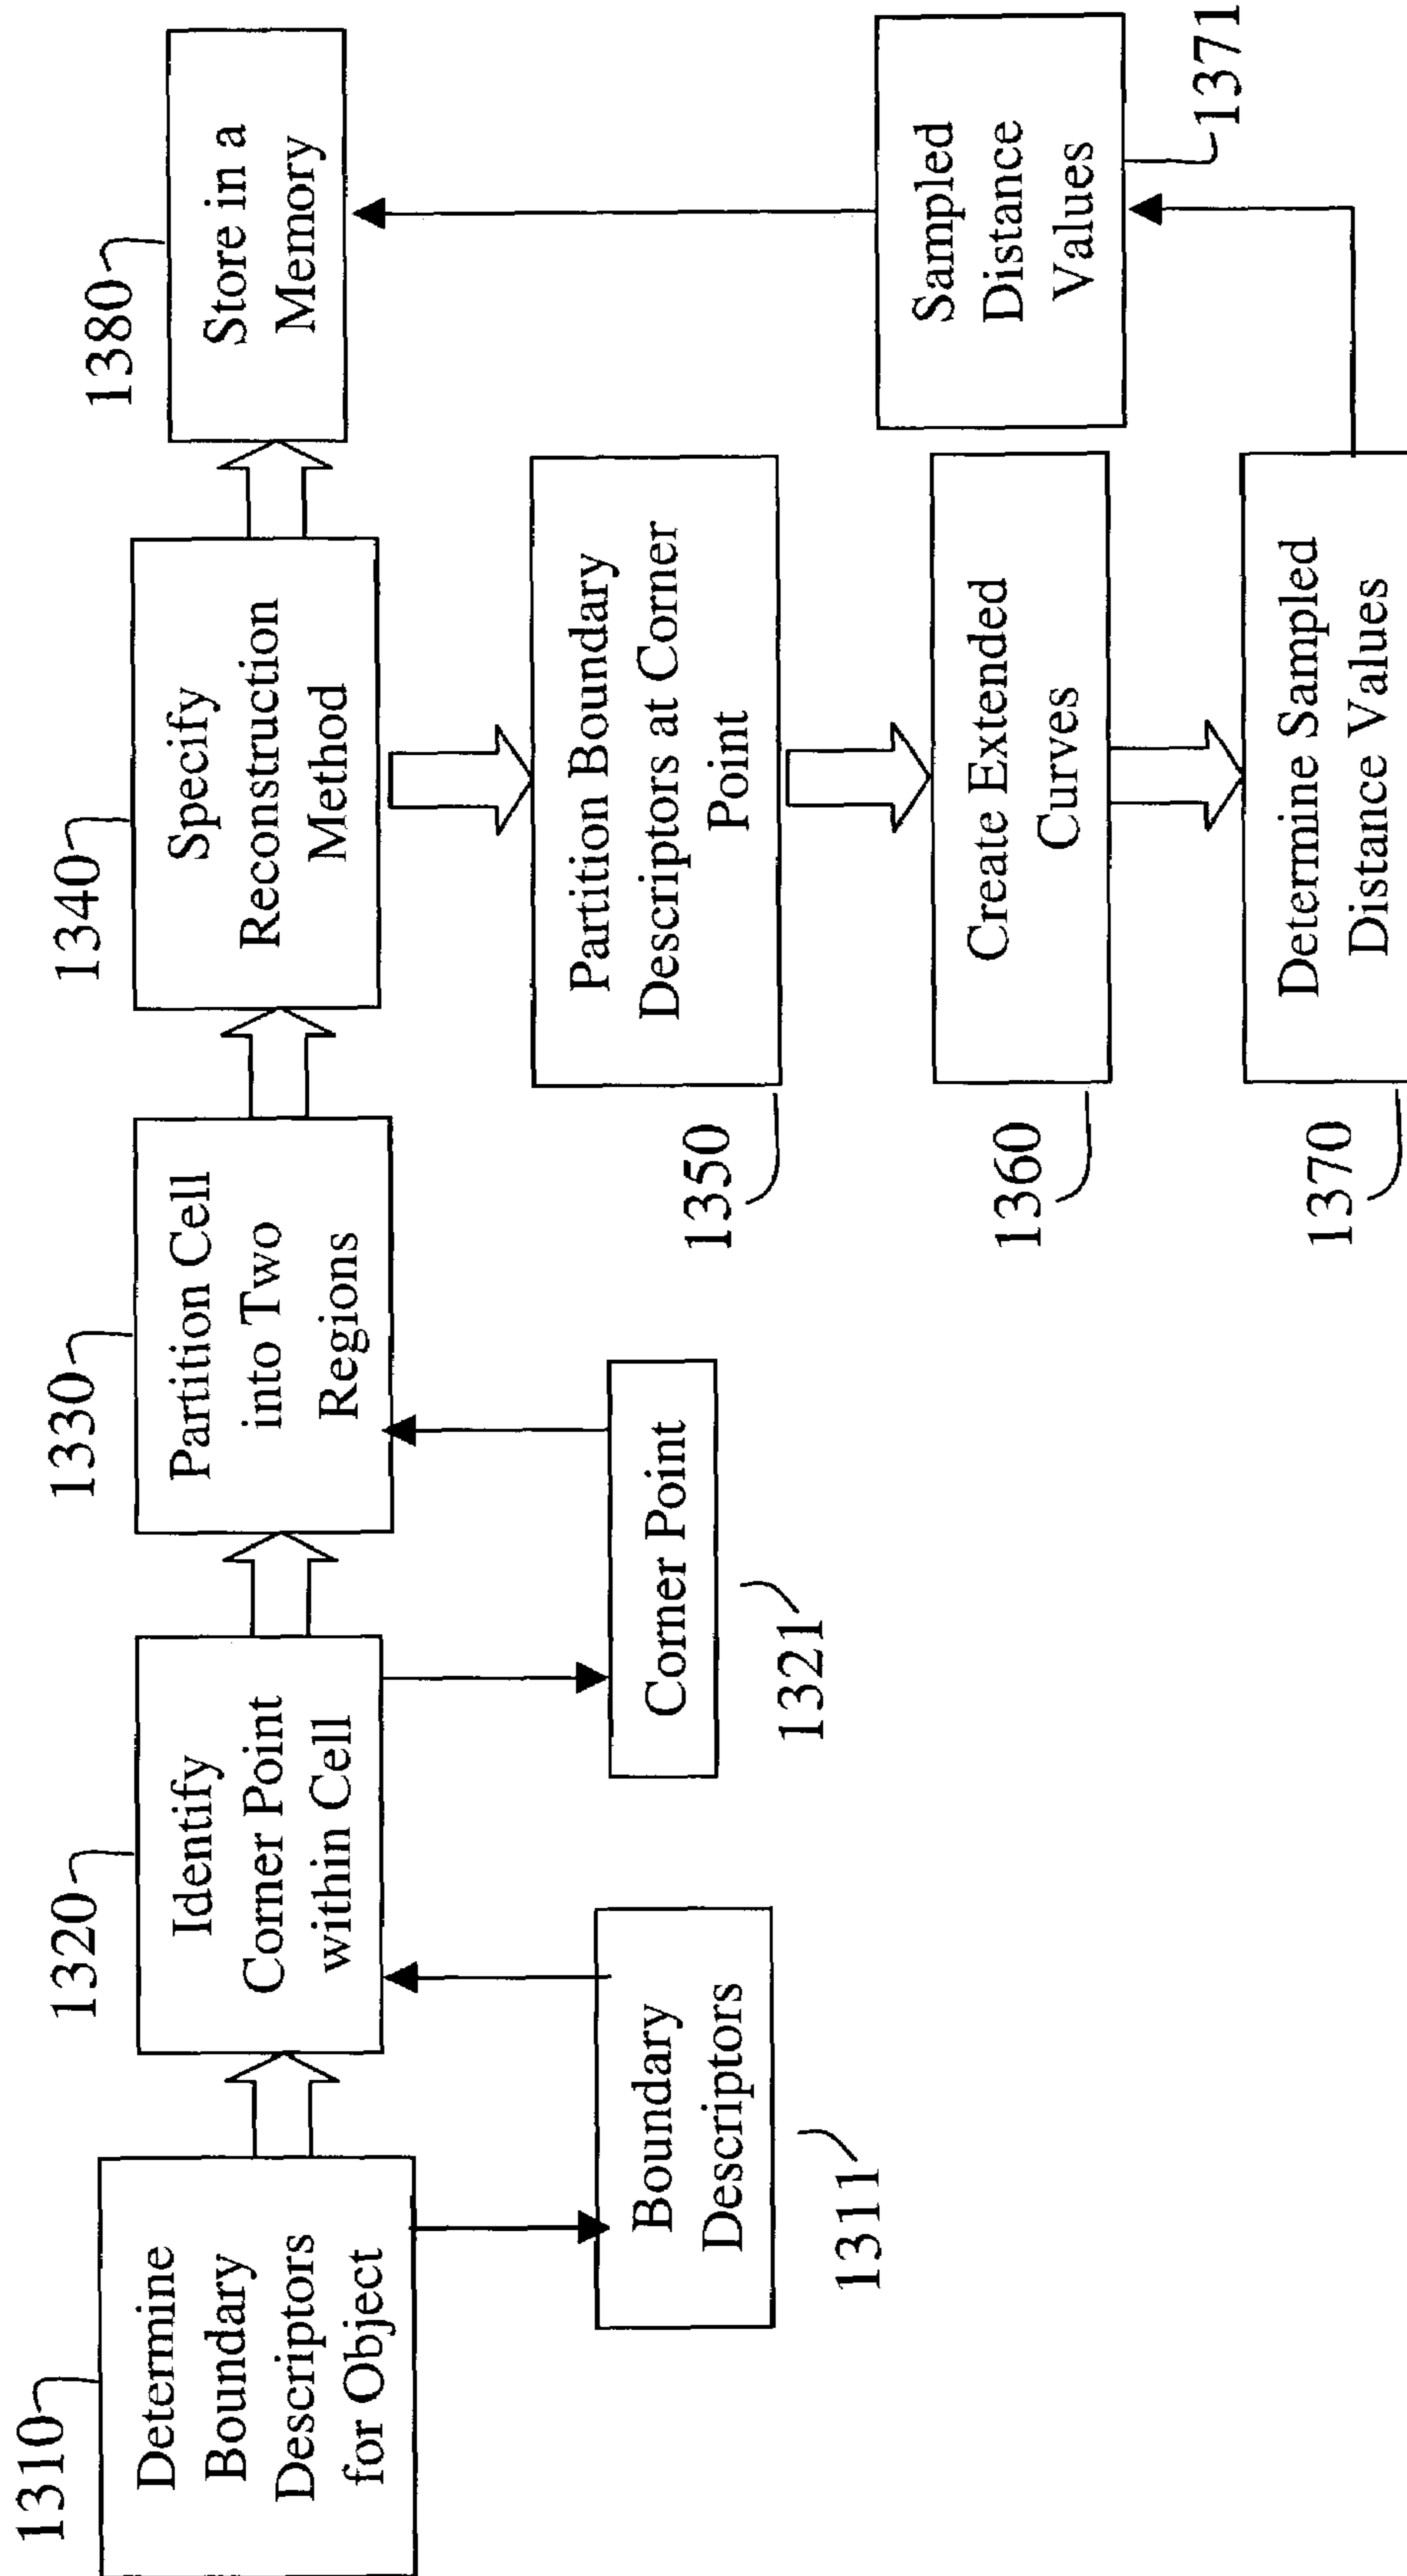 1310
Determine
Boundary
Descriptors
for Object
1320
Identify
Corner Point
within Cell
1330
Partition Cell
into Two
Regions
1340
Specify
Reconstruction
Method
1380
Store in a
Memory
Boundary
Descriptors
1311
Corner Point
1321
Partition Boundary
Descriptors at Corner
Point
1350
Create Extended
Curves
1360
Determine Sampled
Distance Values
1370
Sampled
Distance
Values
1371